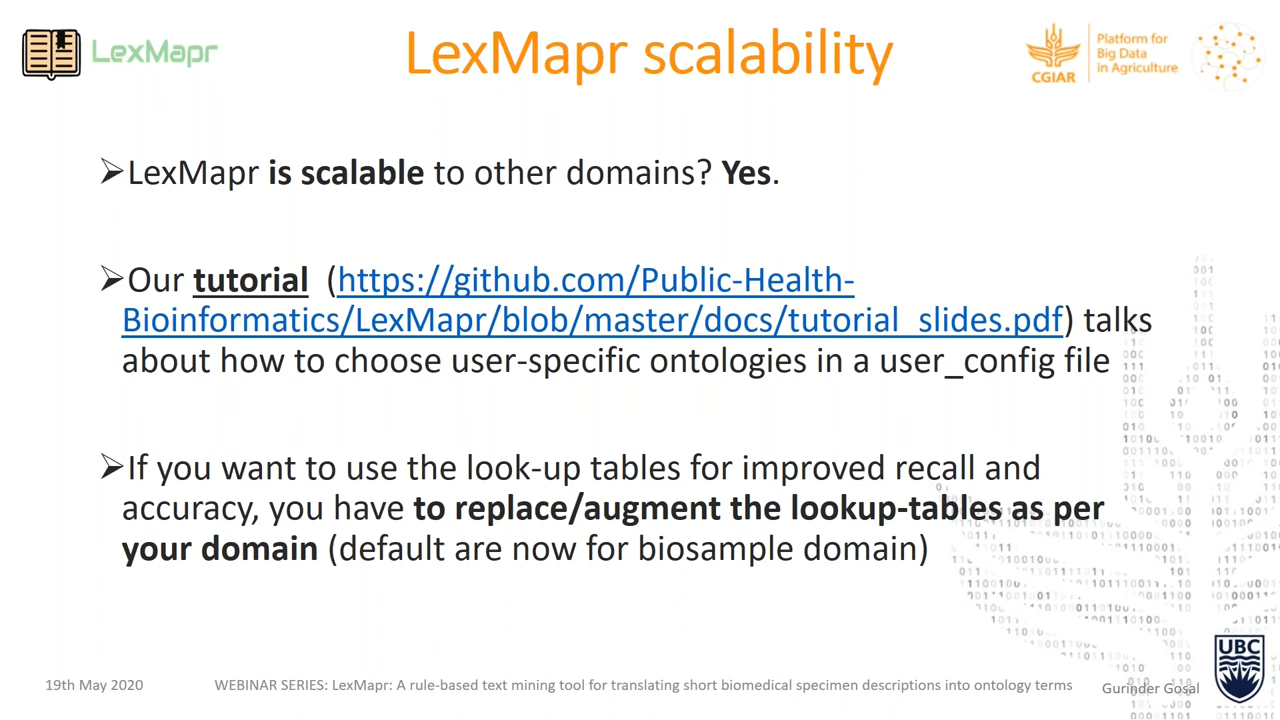 LexMapr
LexMapr scalability
CGIAR
Platform for
Big Data
in Agriculture
➢LexMapr is scalable to other domains? Yes.
➢Our tutorial (https://github.com/Public-Health-
Bioinformatics/LexMapr/blob/master/docs/tutorial_slides.pdf) talks
about how to choose user-specific ontologies in a user_config file
➢If you want to use the look-up tables for improved recall and
accuracy, you have to replace/augment the lookup-tables as per
your domain (default are now for biosample domain)
19th May 2020
WEBINAR SERIES: LexMapr: A rule-based text mining tool for translating short biomedical specimen descriptions into ontology terms
Gurinder Gosal
UBC